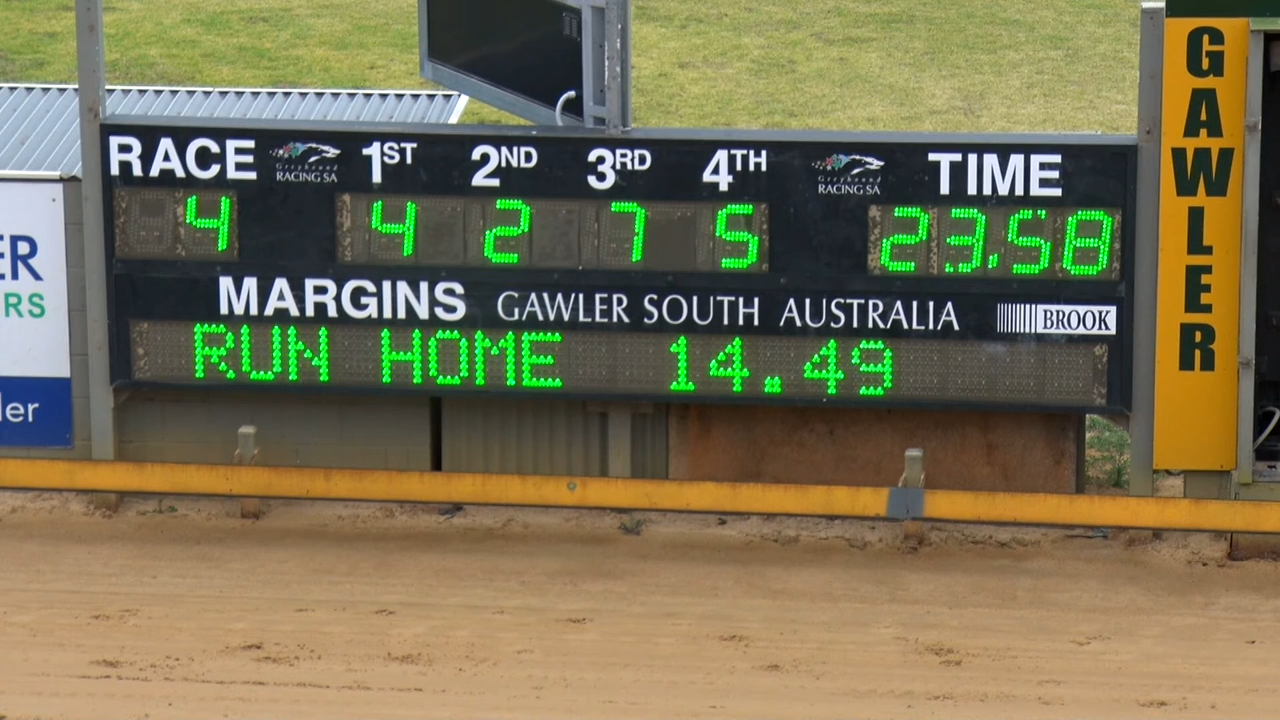 RACE Greyhound RACING SA 1ST 2ND 3RD 4TH Greyhound RACING SA TIME
4 4 2 7 5 23.58
MARGINS GAWLER SOUTH AUSTRALIA BROOK
RUN HOME 14.49
GAWLER
ER
RS
ler